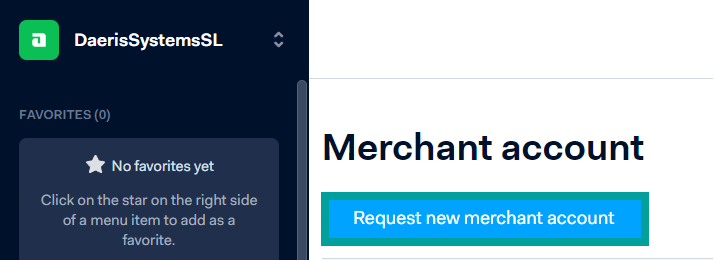 DaerisSystemsSL
FAVORITES (0)
No favorites yet
Click on the star on the right side
of a menu item to add as a
favorite.
Merchant account
Request new merchant account